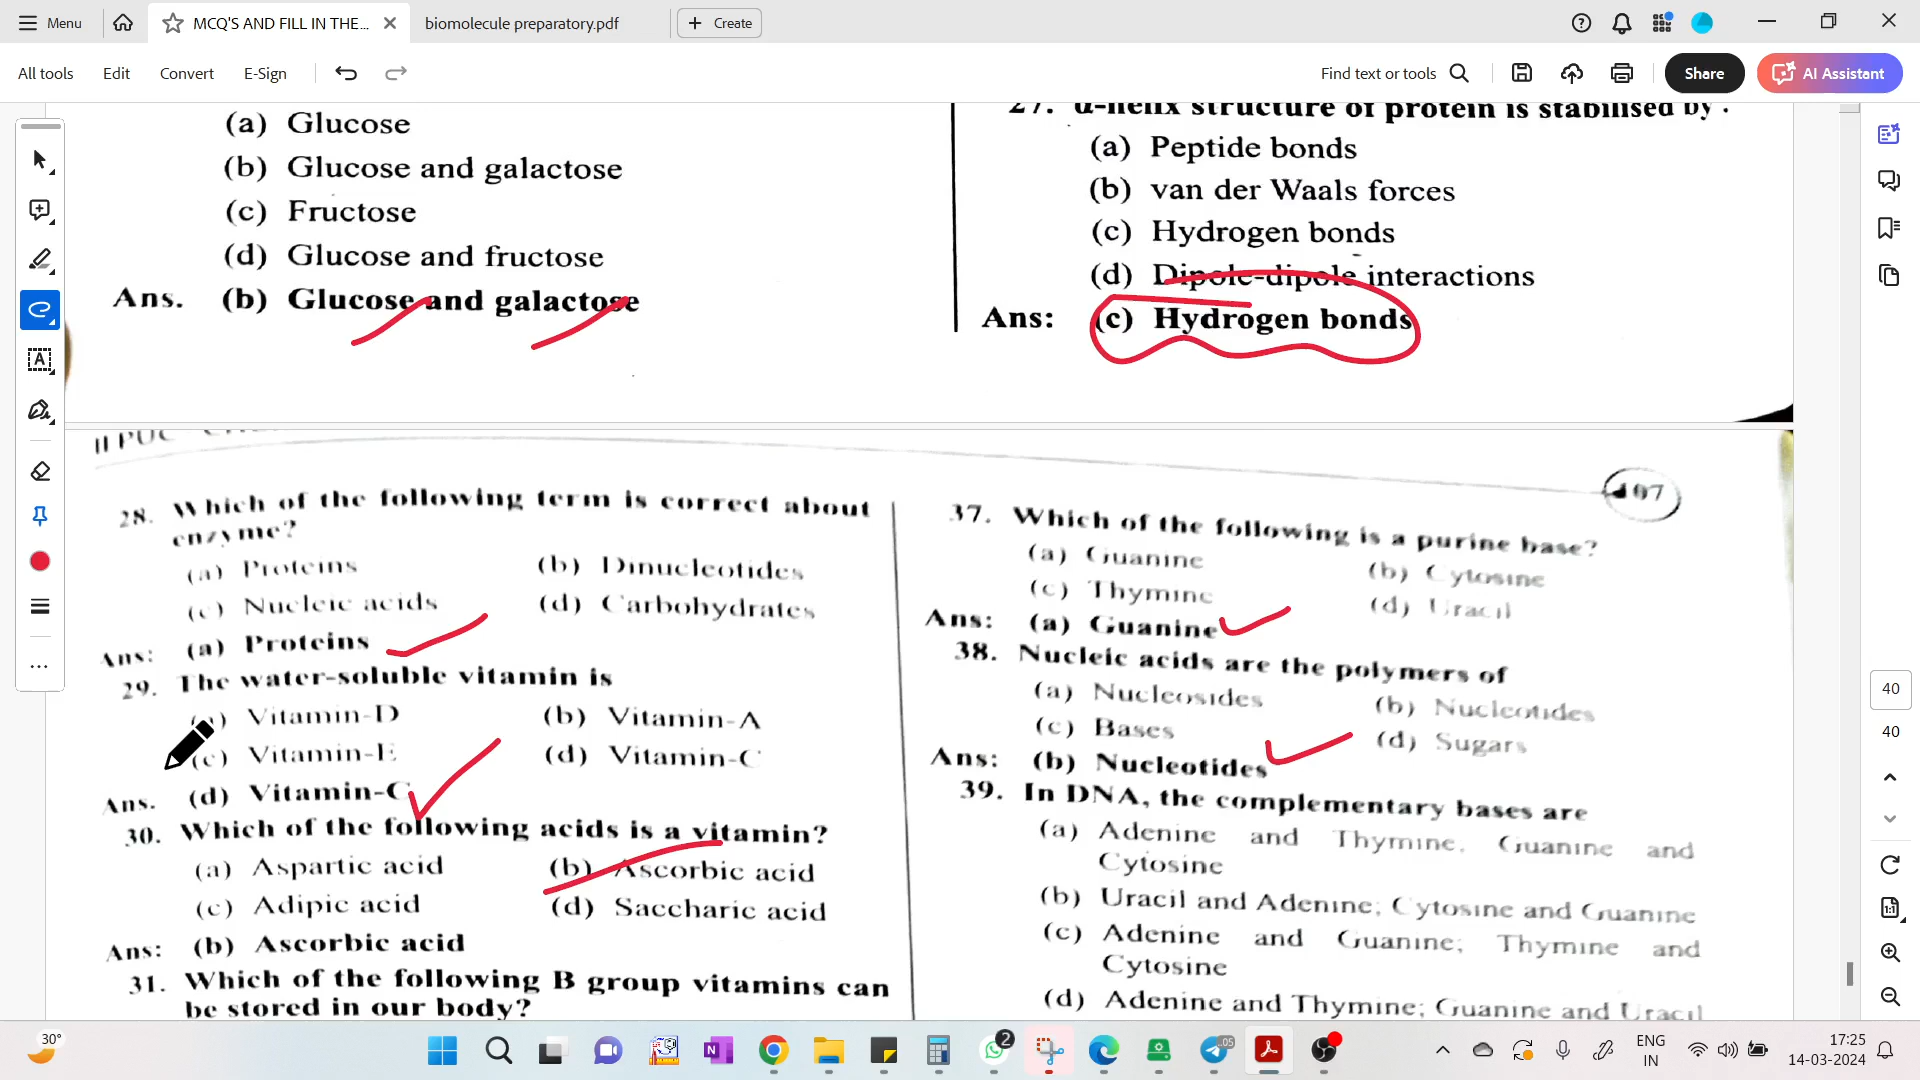 Menu
MCQ'S AND FILL IN THE...
biomolecule preparatory.pdf
Create
All tools
Edit
Convert
E-Sign
Find text or tools
Share
AI Assistant
(a) Glucose
(b) Glucose and galactose
(c) Fructose
(d) Glucose and fructose
Ans. (b) Glucose and galactose
27. α-helix structure of protein is stabilised by :
(a) Peptide bonds
(b) van der Waals forces
(c) Hydrogen bonds
(d) Dipole-dipole interactions
Ans: (c) Hydrogen bonds
II PUC -
107
28. Which of the following term is correct about
enzyme?
(a) Proteins (b) Dinucleotides
(c) Nucleic acids (d) Carbohydrates
Ans: (a) Proteins
29. The water-soluble vitamin is
(a) Vitamin-D (b) Vitamin-A
(c) Vitamin-E (d) Vitamin-C
Ans. (d) Vitamin-C
30. Which of the following acids is a vitamin?
(a) Aspartic acid (b) Ascorbic acid
(c) Adipic acid (d) Saccharic acid
Ans: (b) Ascorbic acid
31. Which of the following B group vitamins can
be stored in our body?
37. Which of the following is a purine base?
(a) Guanine (b) Cytosine
(c) Thymine (d) Uracil
Ans: (a) Guanine
38. Nucleic acids are the polymers of
(a) Nucleosides (b) Nucleotides
(c) Bases (d) Sugars
Ans: (b) Nucleotides
39. In DNA, the complementary bases are
(a) Adenine and Thymine, Guanine and
Cytosine
(b) Uracil and Adenine; Cytosine and Guanine
(c) Adenine and Guanine; Thymine and
Cytosine
(d) Adenine and Thymine; Guanine and Uracil
40
40
1:1
30°
2
.05
ENG
IN
17:25
14-03-2024